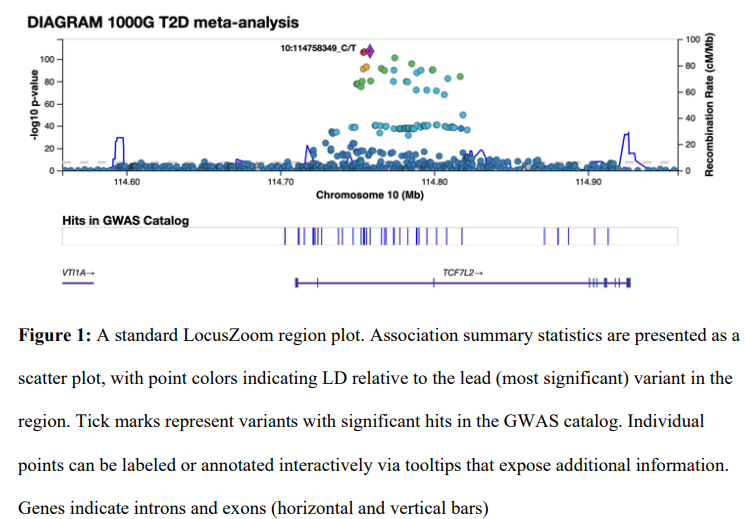 DIAGRAM 1000G T2D meta-analysis
10:114758349_C/T
100
80
60
40
20
0
-log10 p-value
100
80
60
40
20
0
Recombination Rate (cM/Mb)
114.60
114.70
114.80
114.90
Chromosome 10 (Mb)
Hits in GWAS Catalog
VTI1A→
TCF7L2→
Figure 1: A standard LocusZoom region plot. Association summary statistics are presented as a
scatter plot, with point colors indicating LD relative to the lead (most significant) variant in the
region. Tick marks represent variants with significant hits in the GWAS catalog. Individual
points can be labeled or annotated interactively via tooltips that expose additional information.
Genes indicate introns and exons (horizontal and vertical bars)